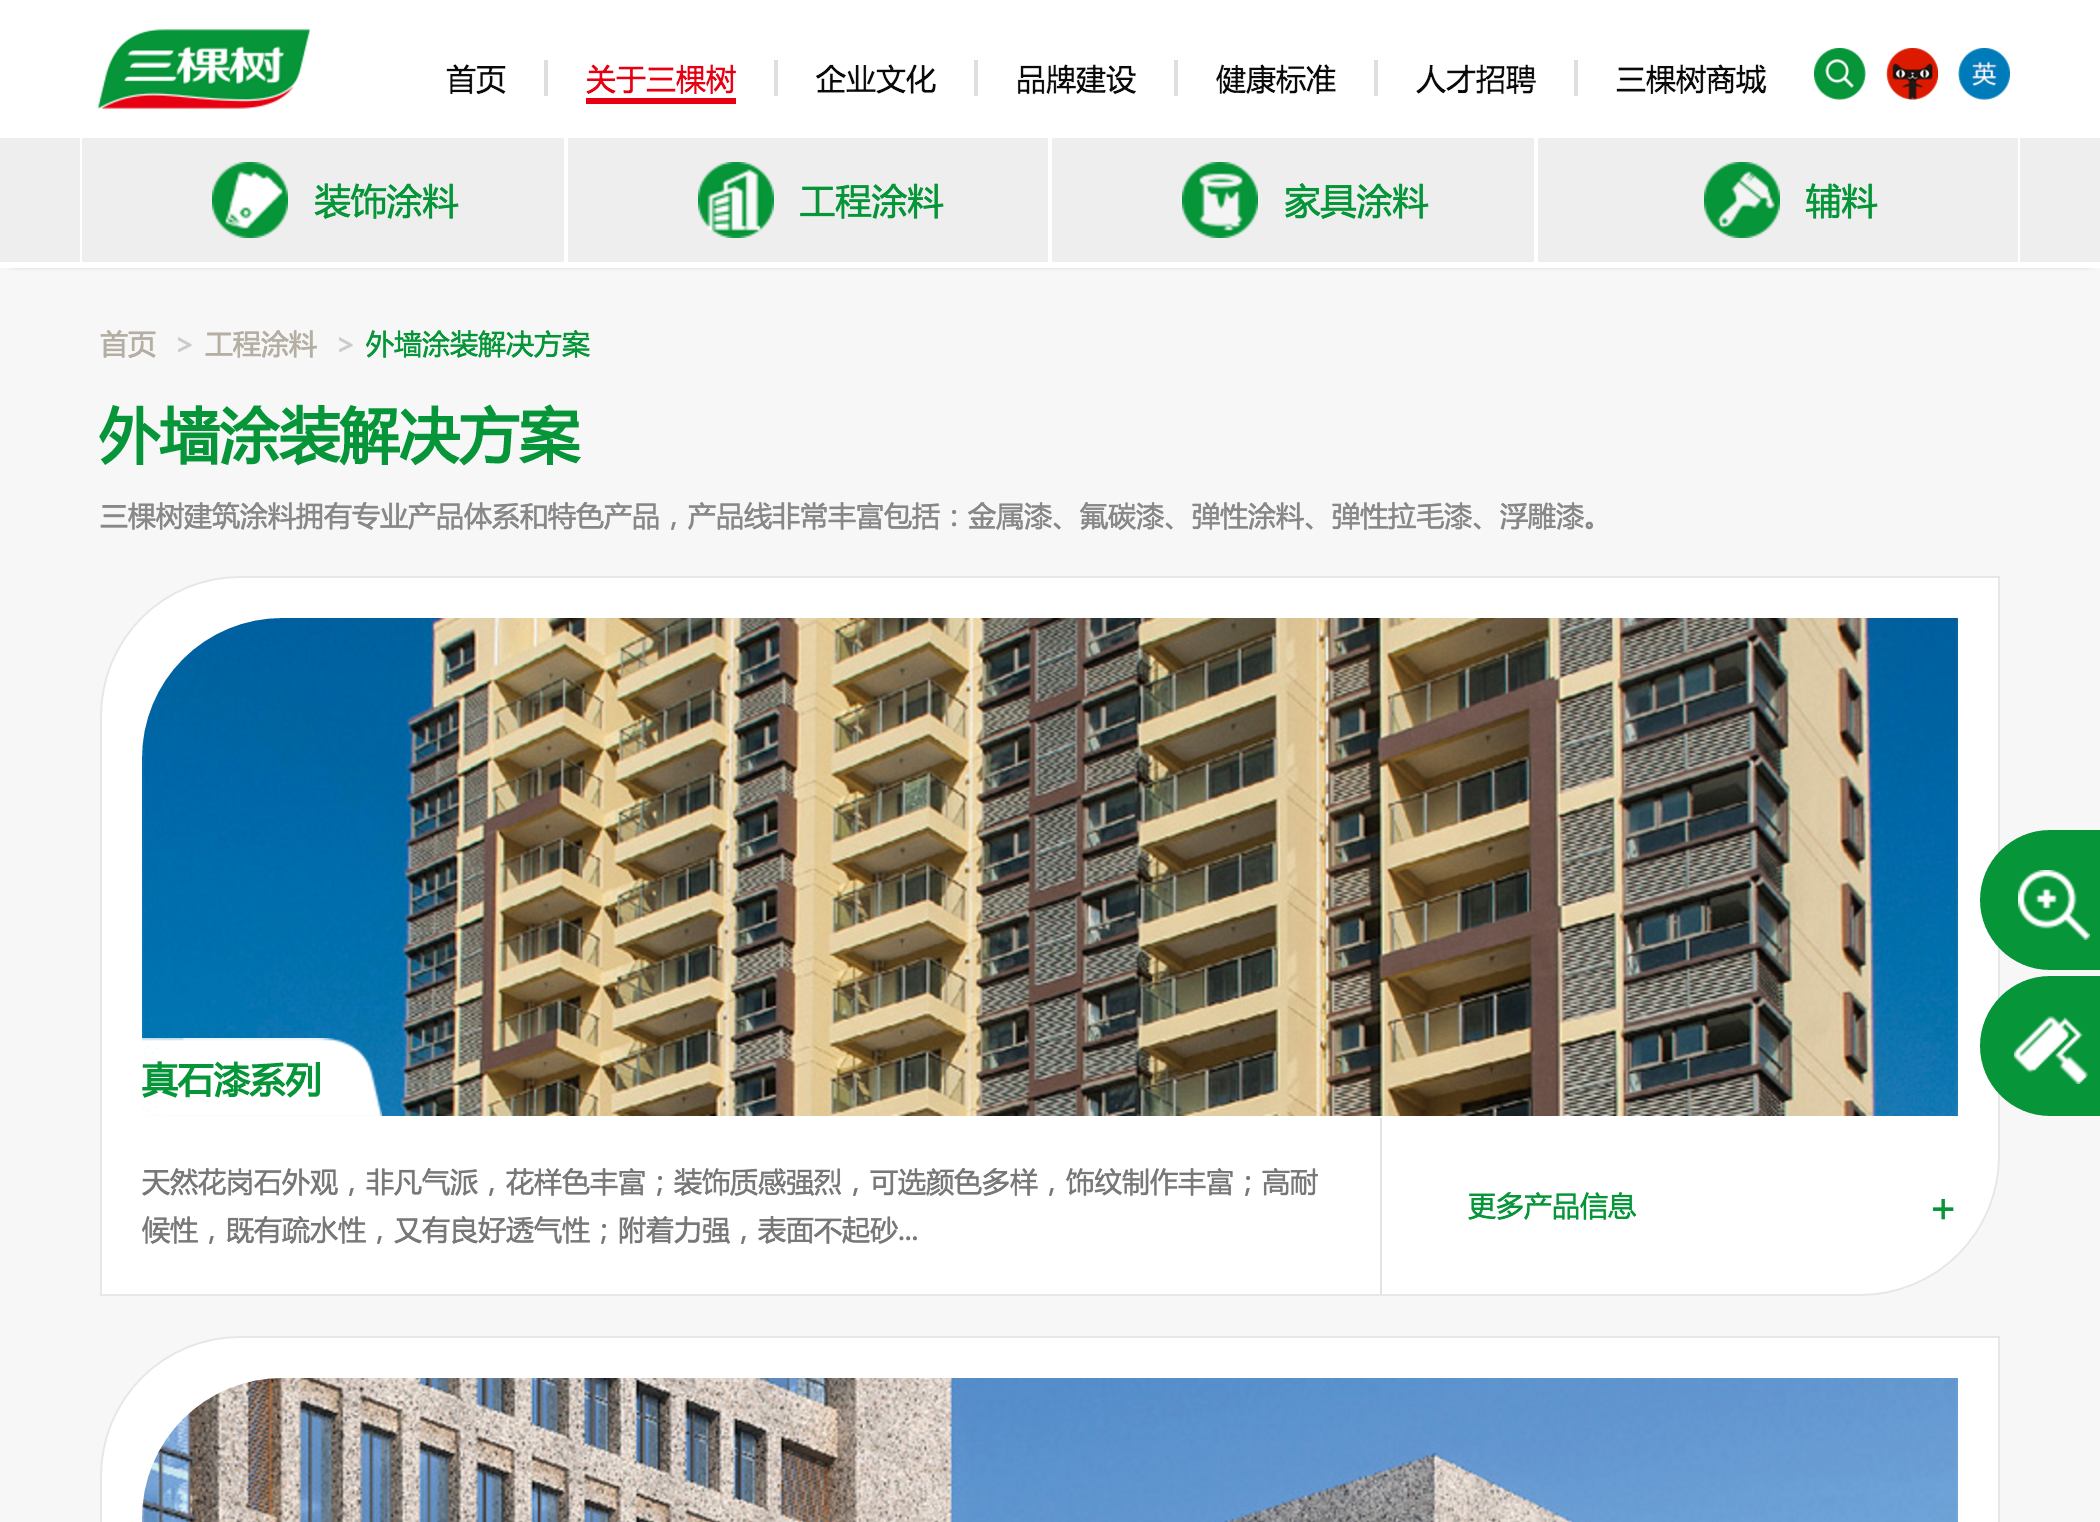 三棵树
首页
关于三棵树
企业文化
品牌建设
健康标准
人才招聘
三棵树商城
英
装饰涂料
工程涂料
家具涂料
辅料
首页 > 工程涂料 > 外墙涂装解决方案
外墙涂装解决方案
三棵树建筑涂料拥有专业产品体系和特色产品，产品线非常丰富包括：金属漆、氟碳漆、弹性涂料、弹性拉毛漆、浮雕漆。
真石漆系列
天然花岗石外观，非凡气派，花样色丰富；装饰质感强烈，可选颜色多样，饰纹制作丰富；高耐
候性，既有疏水性，又有良好透气性；附着力强，表面不起砂...
更多产品信息 +